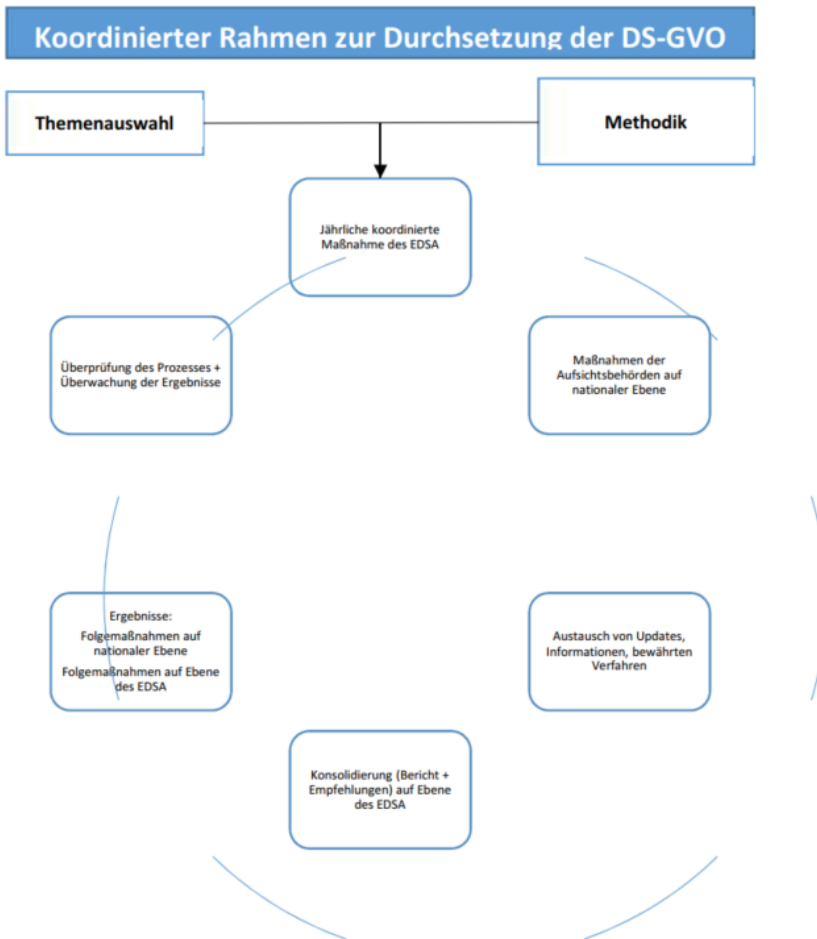 Koordinierter Rahmen zur Durchsetzung der DS-GVO
Themenauswahl
Methodik
Jährliche koordinierte
Maßnahme des EDSA
Maßnahmen der
Aufsichtsbehörden auf
nationaler Ebene
Austausch von Updates,
Informationen, bewährten
Verfahren
Konsolidierung (Bericht +
Empfehlungen) auf Ebene
des EDSA
Ergebnisse:
Folgemaßnahmen auf
nationaler Ebene
Folgemaßnahmen auf Ebene
des EDSA
Überprüfung des Prozesses +
Überwachung der Ergebnisse